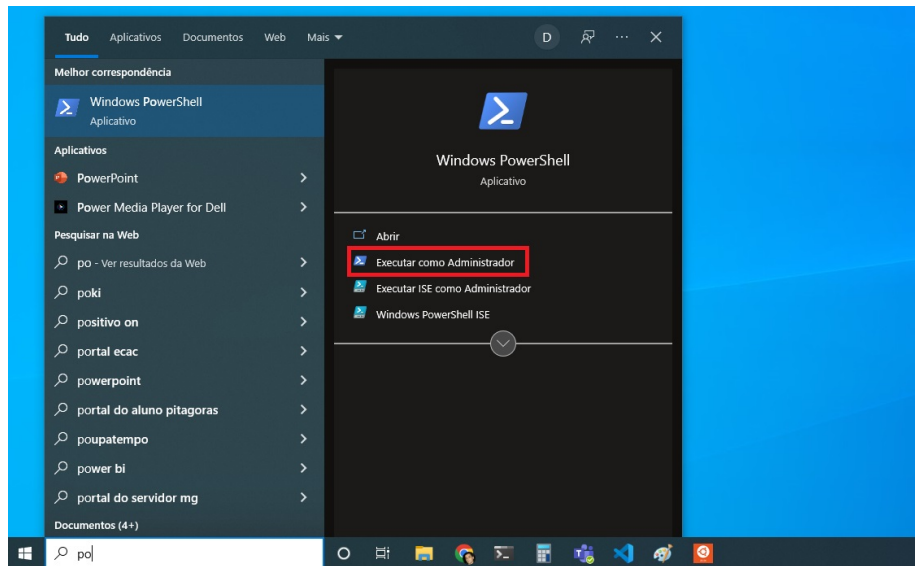 Tudo Aplicativos Documentos Web Mais D ...
Melhor correspondência
Windows PowerShell
Aplicativo
Aplicativos
PowerPoint
Power Media Player for Dell
Pesquisar na Web
po - Ver resultados da Web
poki
positivo on
portal ecac
powerpoint
portal do aluno pitagoras
poupatempo
power bi
portal do servidor mg
Documentos (4+)
po
Windows PowerShell
Aplicativo
Abrir
Executar como Administrador
Executar ISE como Administrador
Windows PowerShell ISE